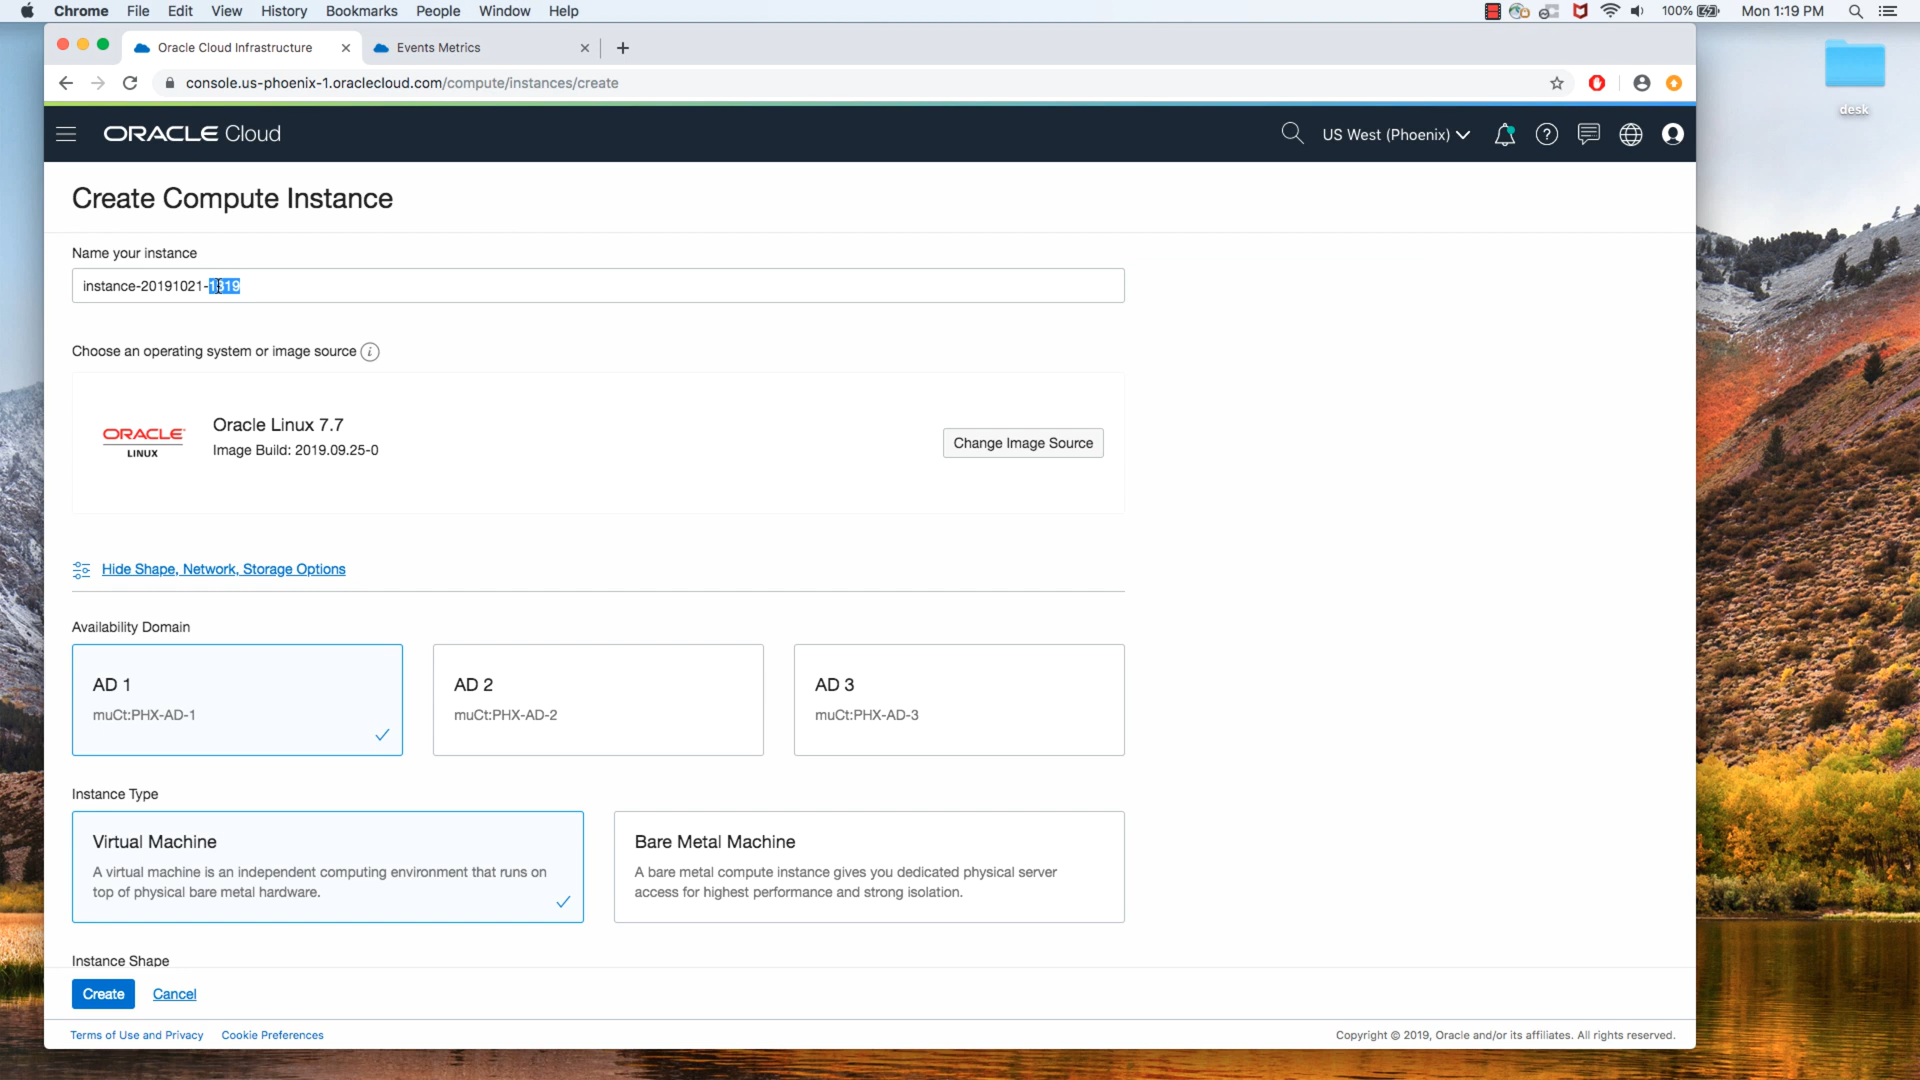 Chrome File Edit View History Bookmarks People Window Help
100% Mon 1:19 PM
Oracle Cloud Infrastructure
Events Metrics
console.us-phoenix-1.oraclecloud.com/compute/instances/create
desk
ORACLE Cloud
US West (Phoenix)
Create Compute Instance
Name your instance
instance-20191021-1319
Choose an operating system or image source
ORACLE
LINUX
Oracle Linux 7.7
Image Build: 2019.09.25-0
Change Image Source
Hide Shape, Network, Storage Options
Availability Domain
AD 1
muCt:PHX-AD-1
AD 2
muCt:PHX-AD-2
AD 3
muCt:PHX-AD-3
Instance Type
Virtual Machine
A virtual machine is an independent computing environment that runs on
top of physical bare metal hardware.
Bare Metal Machine
A bare metal compute instance gives you dedicated physical server
access for highest performance and strong isolation.
Instance Shape
Create Cancel
Terms of Use and Privacy Cookie Preferences
Copyright © 2019, Oracle and/or its affiliates. All rights reserved.